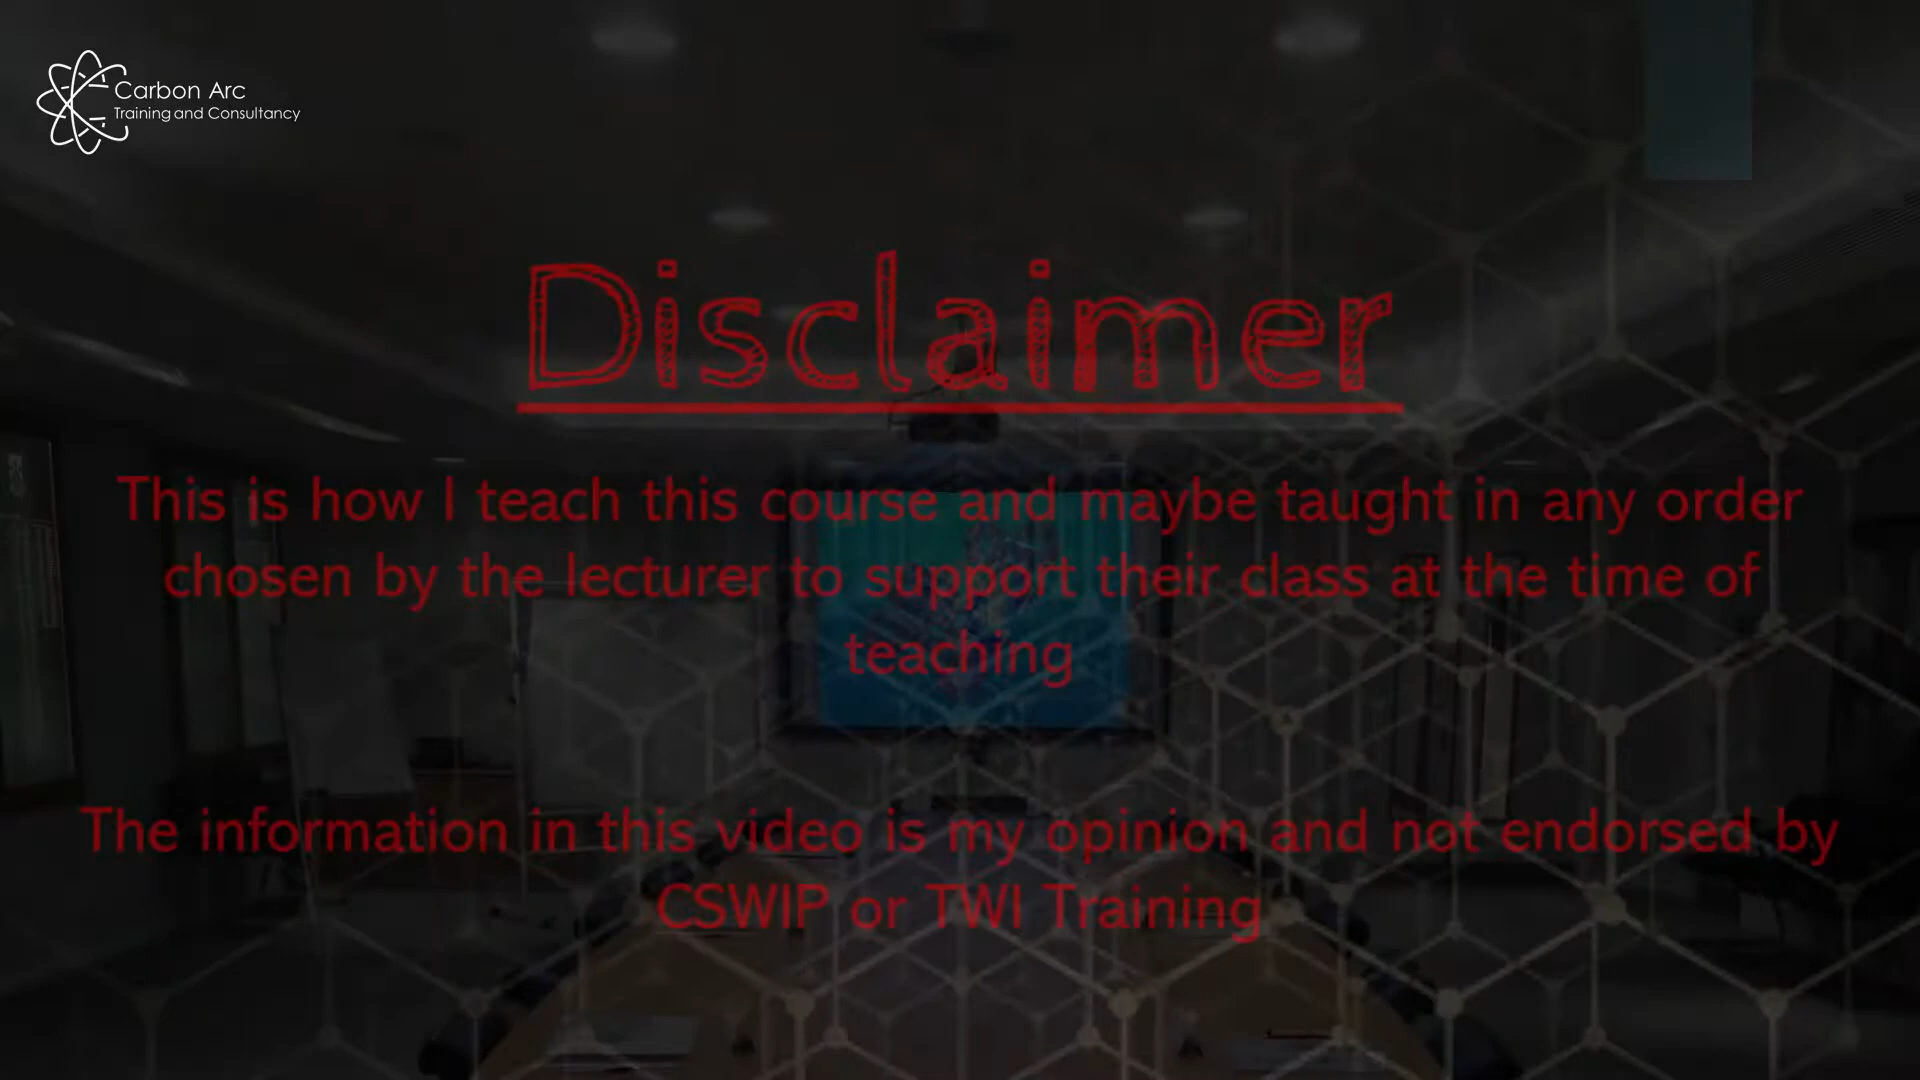 Carbon Arc
Training and Consultancy
Disclaimer
This is how I teach this course and maybe taught in any order
chosen by the lecturer to support their class at the time of
teaching
The information in this video is my opinion and not endorsed by
CSWIP or TWI Training